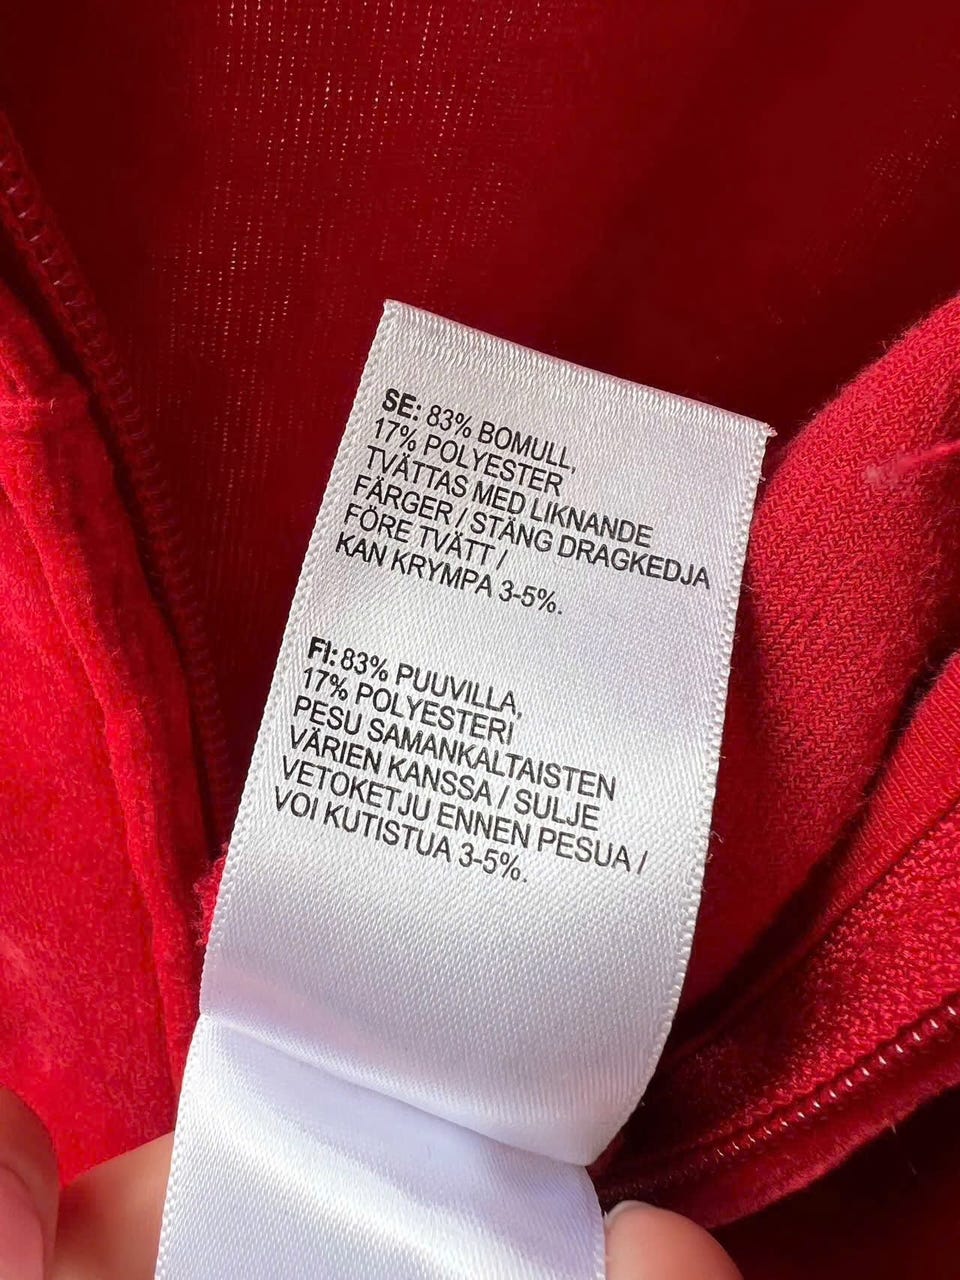 SE: 83% BOMULL,
17% POLYESTER
TVÄTTAS MED LIKNANDE
FÄRGER / STÄNG DRAGKEDJA
FÖRE TVÄTT /
KAN KRYMPA 3-5%.
FI: 83% PUUVILLA,
17% POLYESTERI
PESU SAMANKALTAISTEN
VÄRIEN KANSSA / SULJE
VETOKETJU ENNEN PESUA /
VOI KUTISTUA 3-5%.